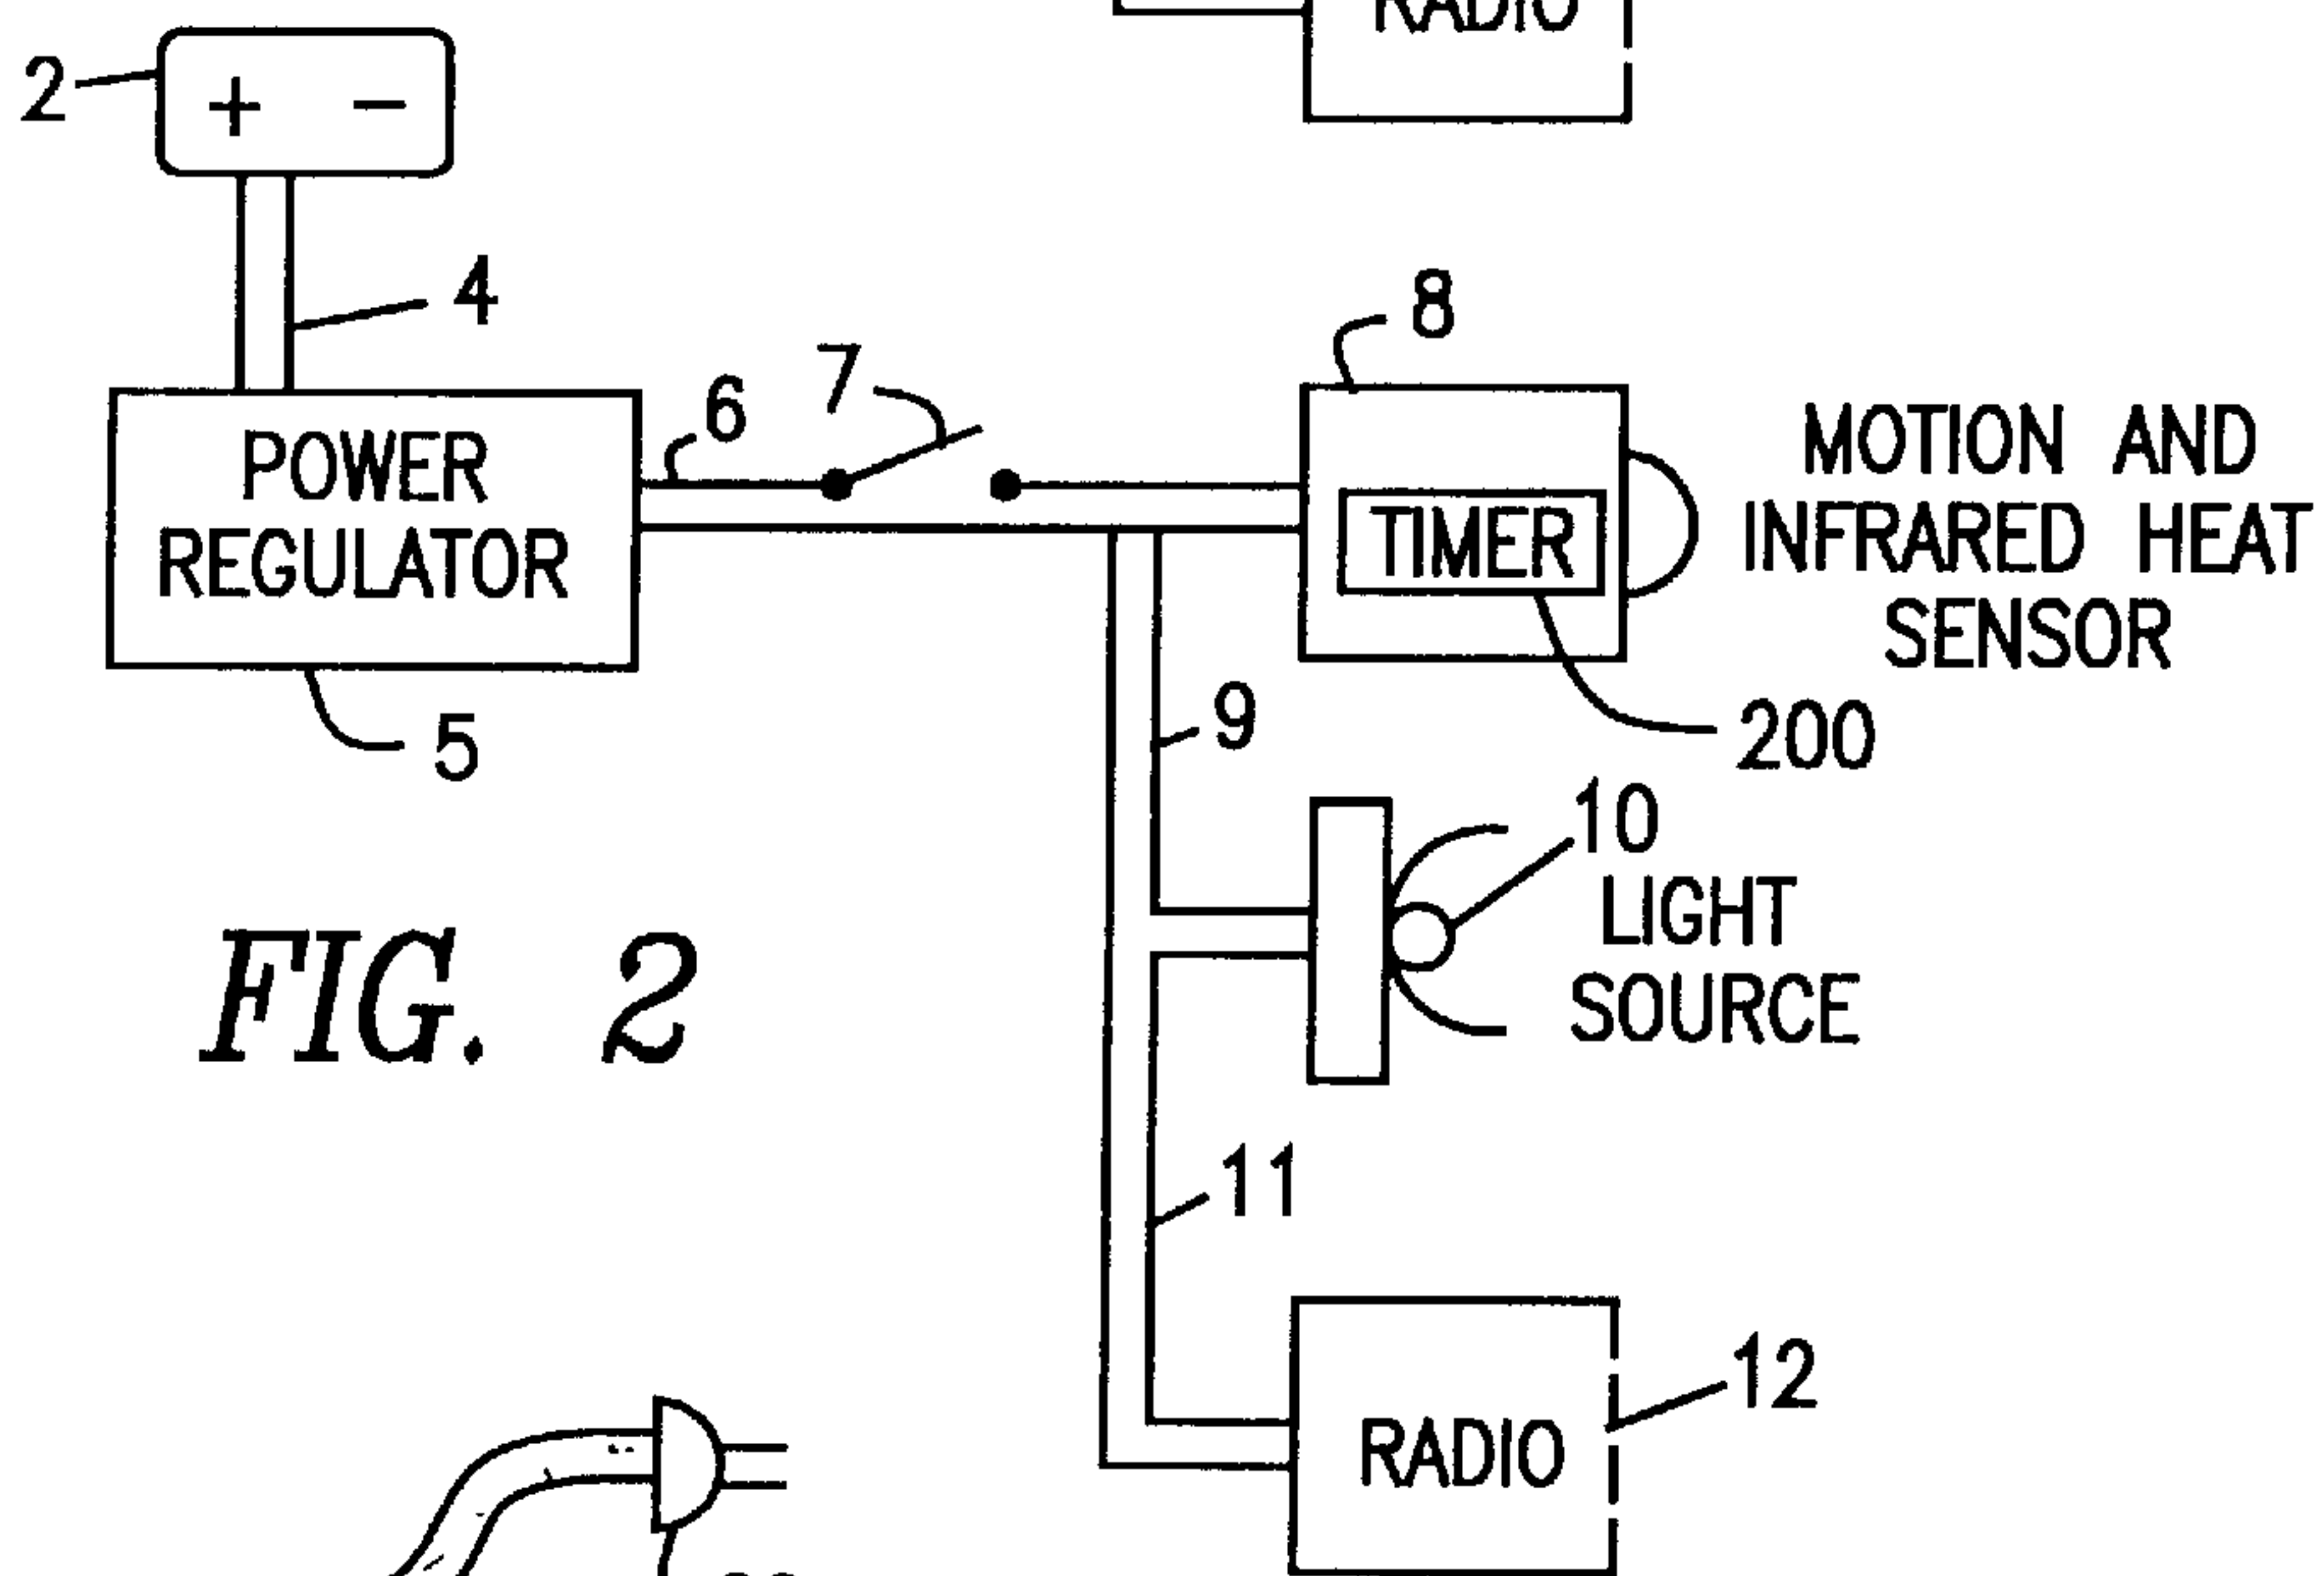 RADIO
2
+ −
4
8
7
6
POWER
REGULATOR
TIMER
MOTION AND
INFRARED HEAT
SENSOR
9
200
5
10
LIGHT
SOURCE
FIG. 2
11
12
RADIO